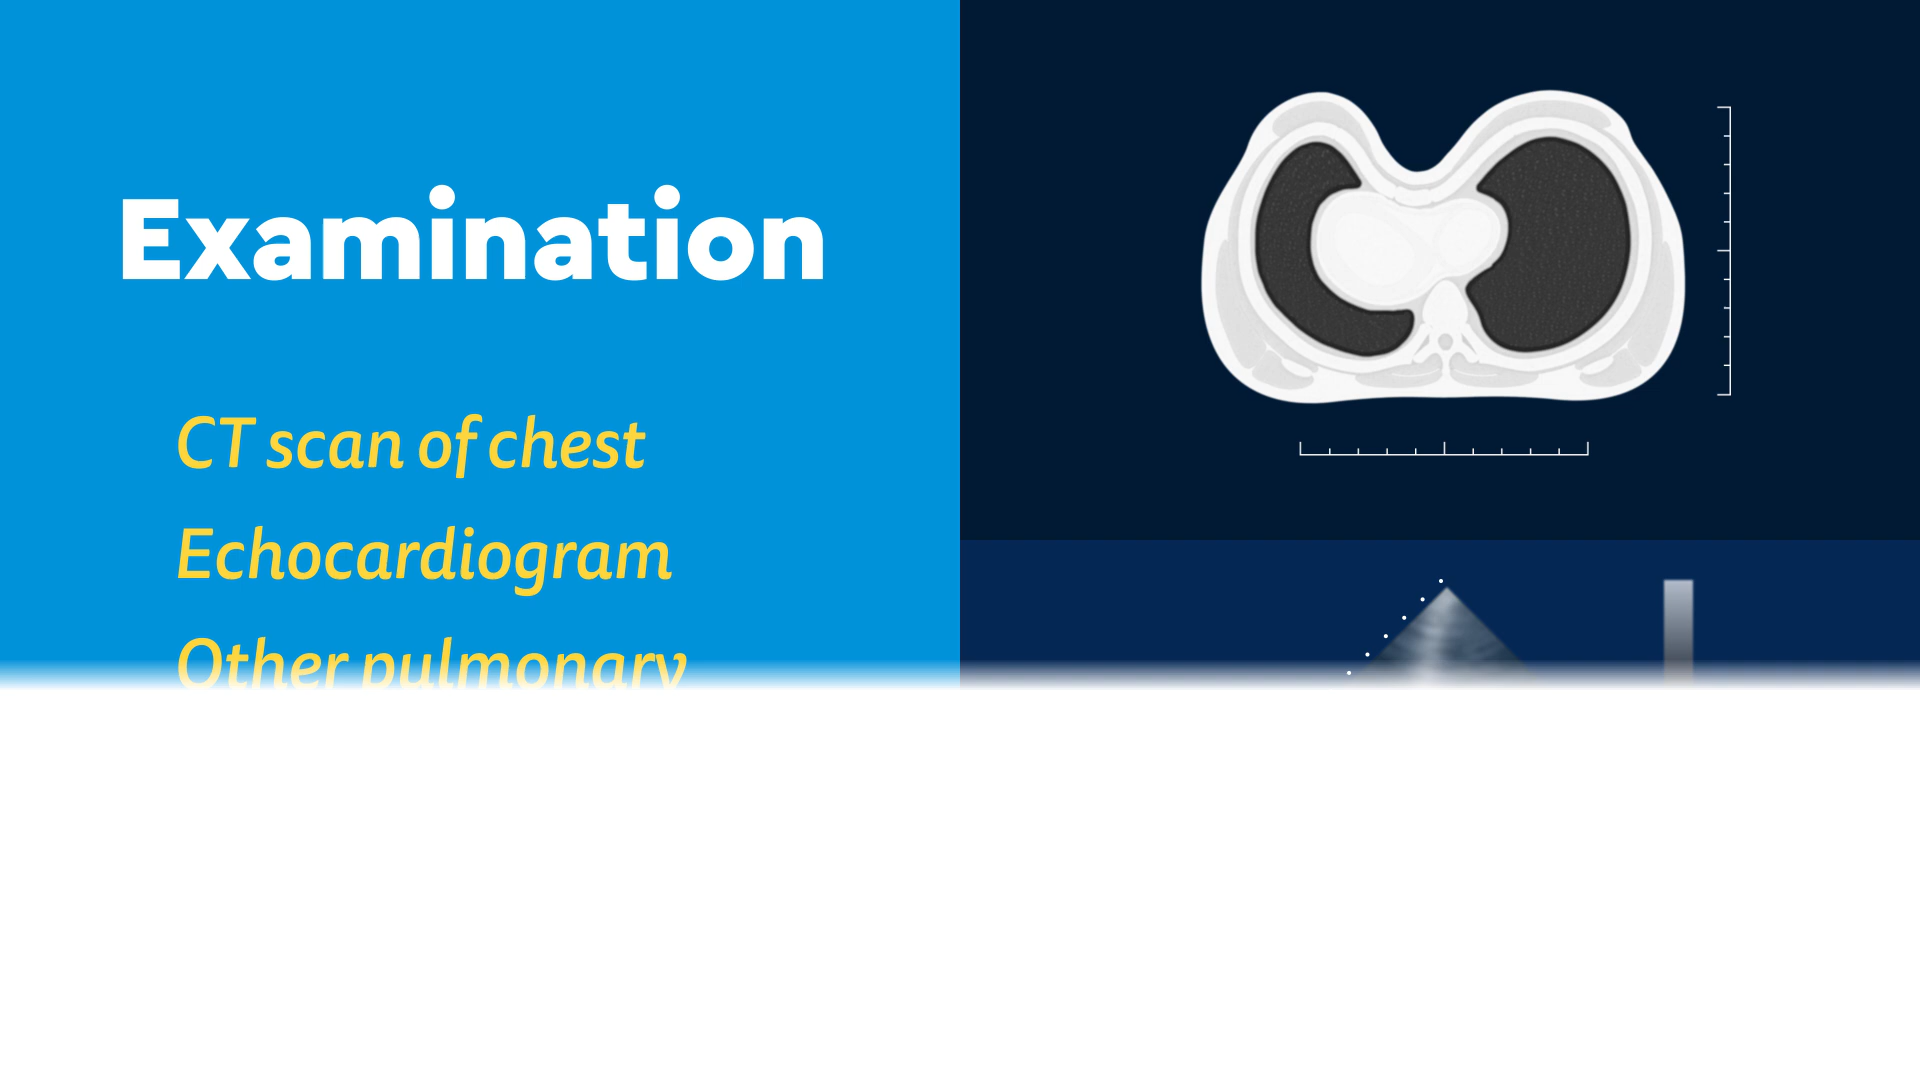 Examination
CT scan of chest
Echocardiogram
Other pulmonary